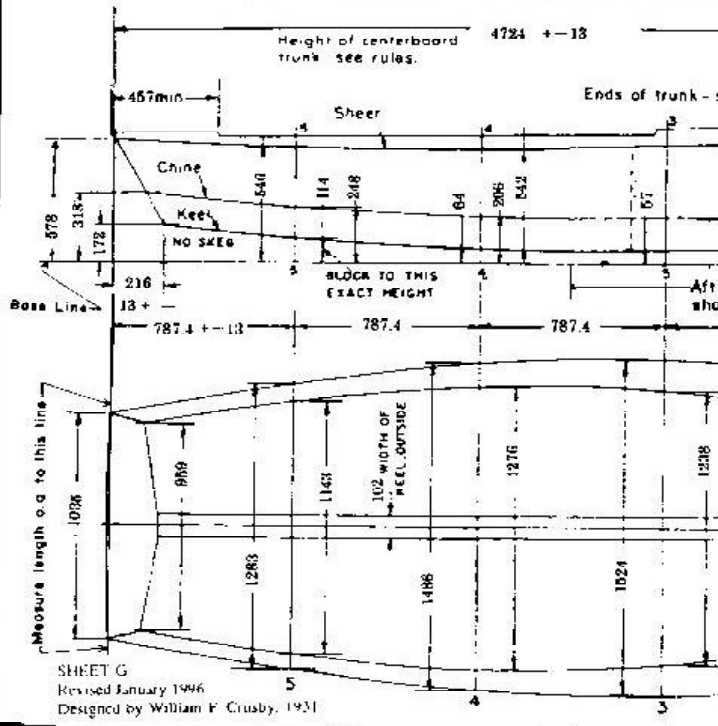 4724 +-13
Height of centerboard
trunk see rules.
457min
Ends of trunk - s
Sheer
5
4
3
Chine
Keel
NO SKEG
578
318
172
546
114
248
64
206
542
57
216
5
4
3
BLOCK TO THIS
EXACT HEIGHT
Base Line
13 + -
Aft
sho
787.4 +-13
787.4
787.4
Measure length o.a to this line
959
1283
1143
102 WIDTH OF
KEEL OUTSIDE
1486
1276
1524
1238
SHEET G
Revised January 1996
Designed by William F Crosby, 1931
5
4
3